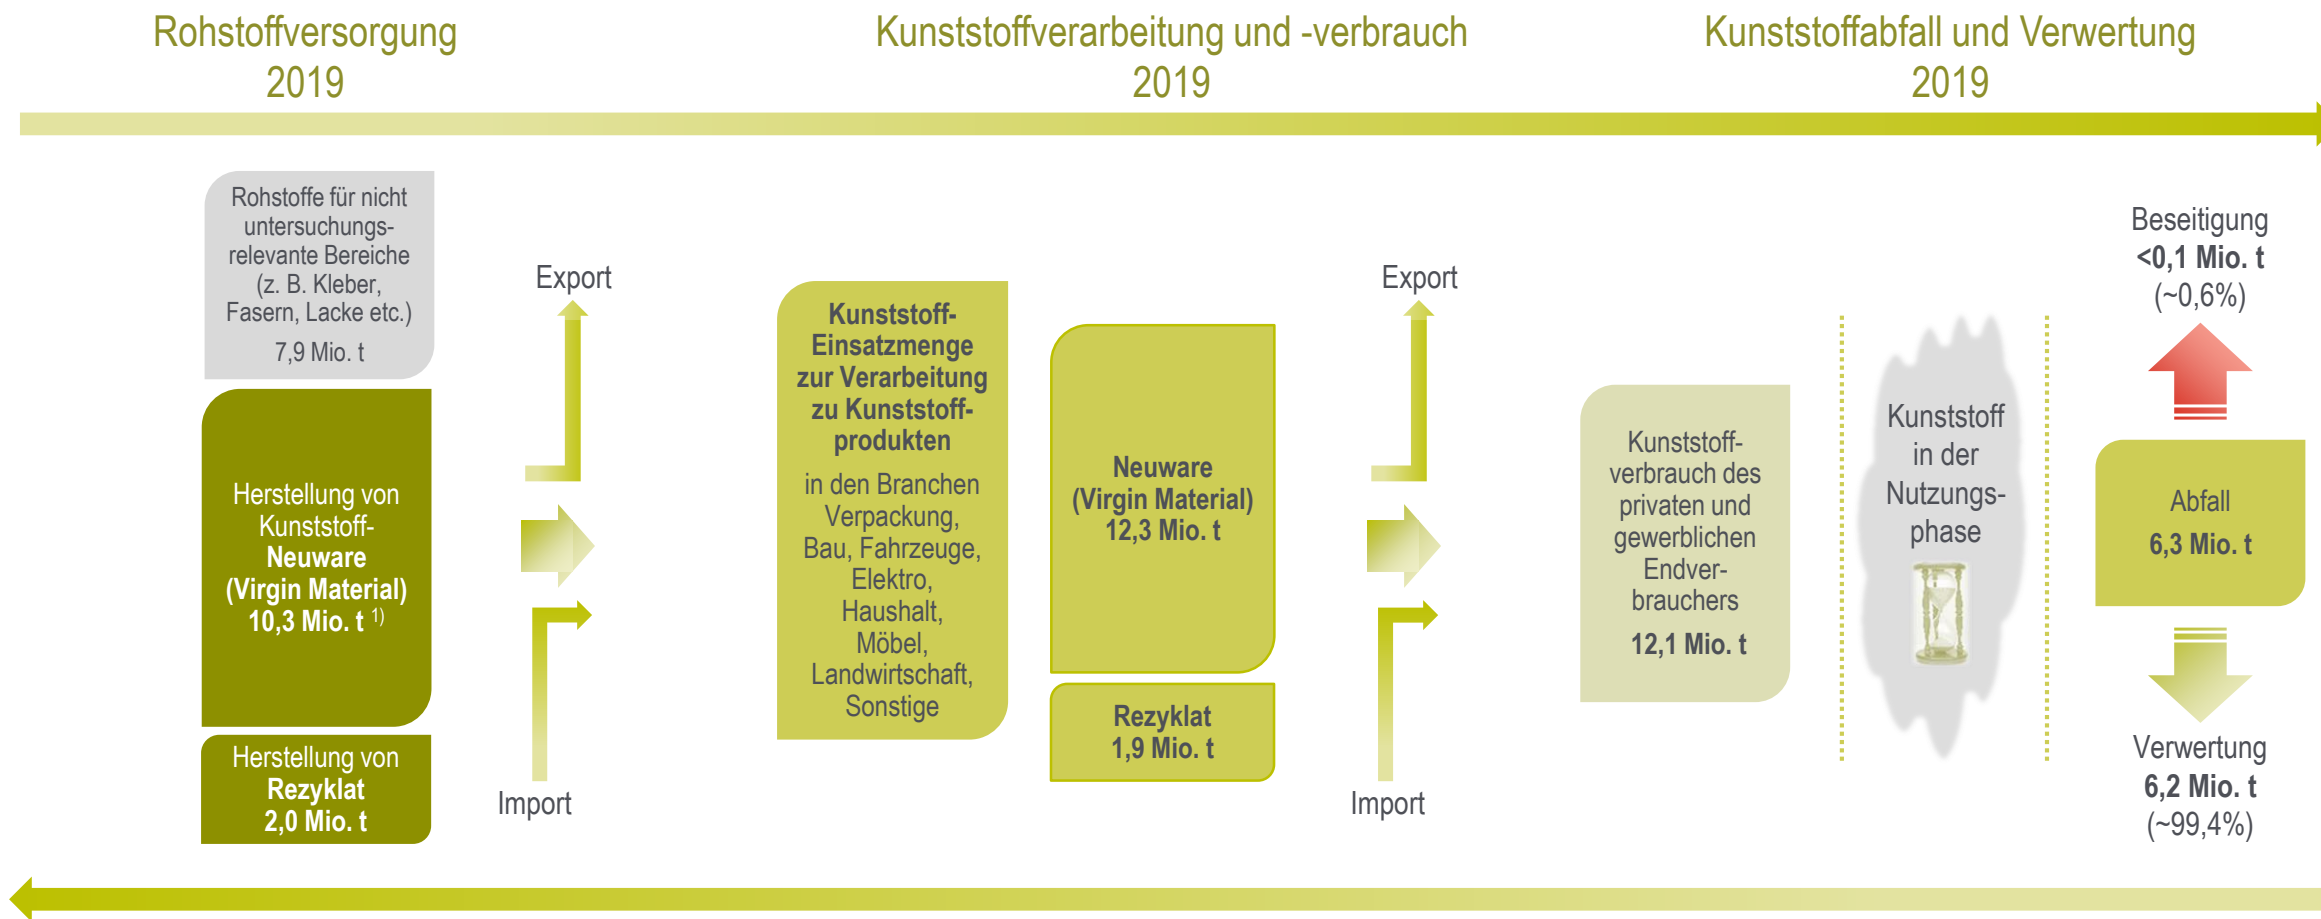 Rohstoffversorgung
2019
Kunststoffverarbeitung und -verbrauch
2019
Kunststoffabfall und Verwertung
2019
Rohstoffe für nicht
untersuchungs-
relevante Bereiche
(z. B. Kleber,
Fasern, Lacke etc.)
7,9 Mio. t
Herstellung von
Kunststoff-
Neuware
(Virgin Material)
10,3 Mio. t 1)
Herstellung von
Rezyklat
2,0 Mio. t
Export
Import
Kunststoff-
Einsatzmenge
zur Verarbeitung
zu Kunststoff-
produkten
in den Branchen
Verpackung,
Bau, Fahrzeuge,
Elektro,
Haushalt,
Möbel,
Landwirtschaft,
Sonstige
Neuware
(Virgin Material)
12,3 Mio. t
Rezyklat
1,9 Mio. t
Export
Import
Kunststoff-
verbrauch des
privaten und
gewerblichen
Endver-
brauchers
12,1 Mio. t
Kunststoff
in der
Nutzungs-
phase
Beseitigung
<0,1 Mio. t
(~0,6%)
Abfall
6,3 Mio. t
Verwertung
6,2 Mio. t
(~99,4%)